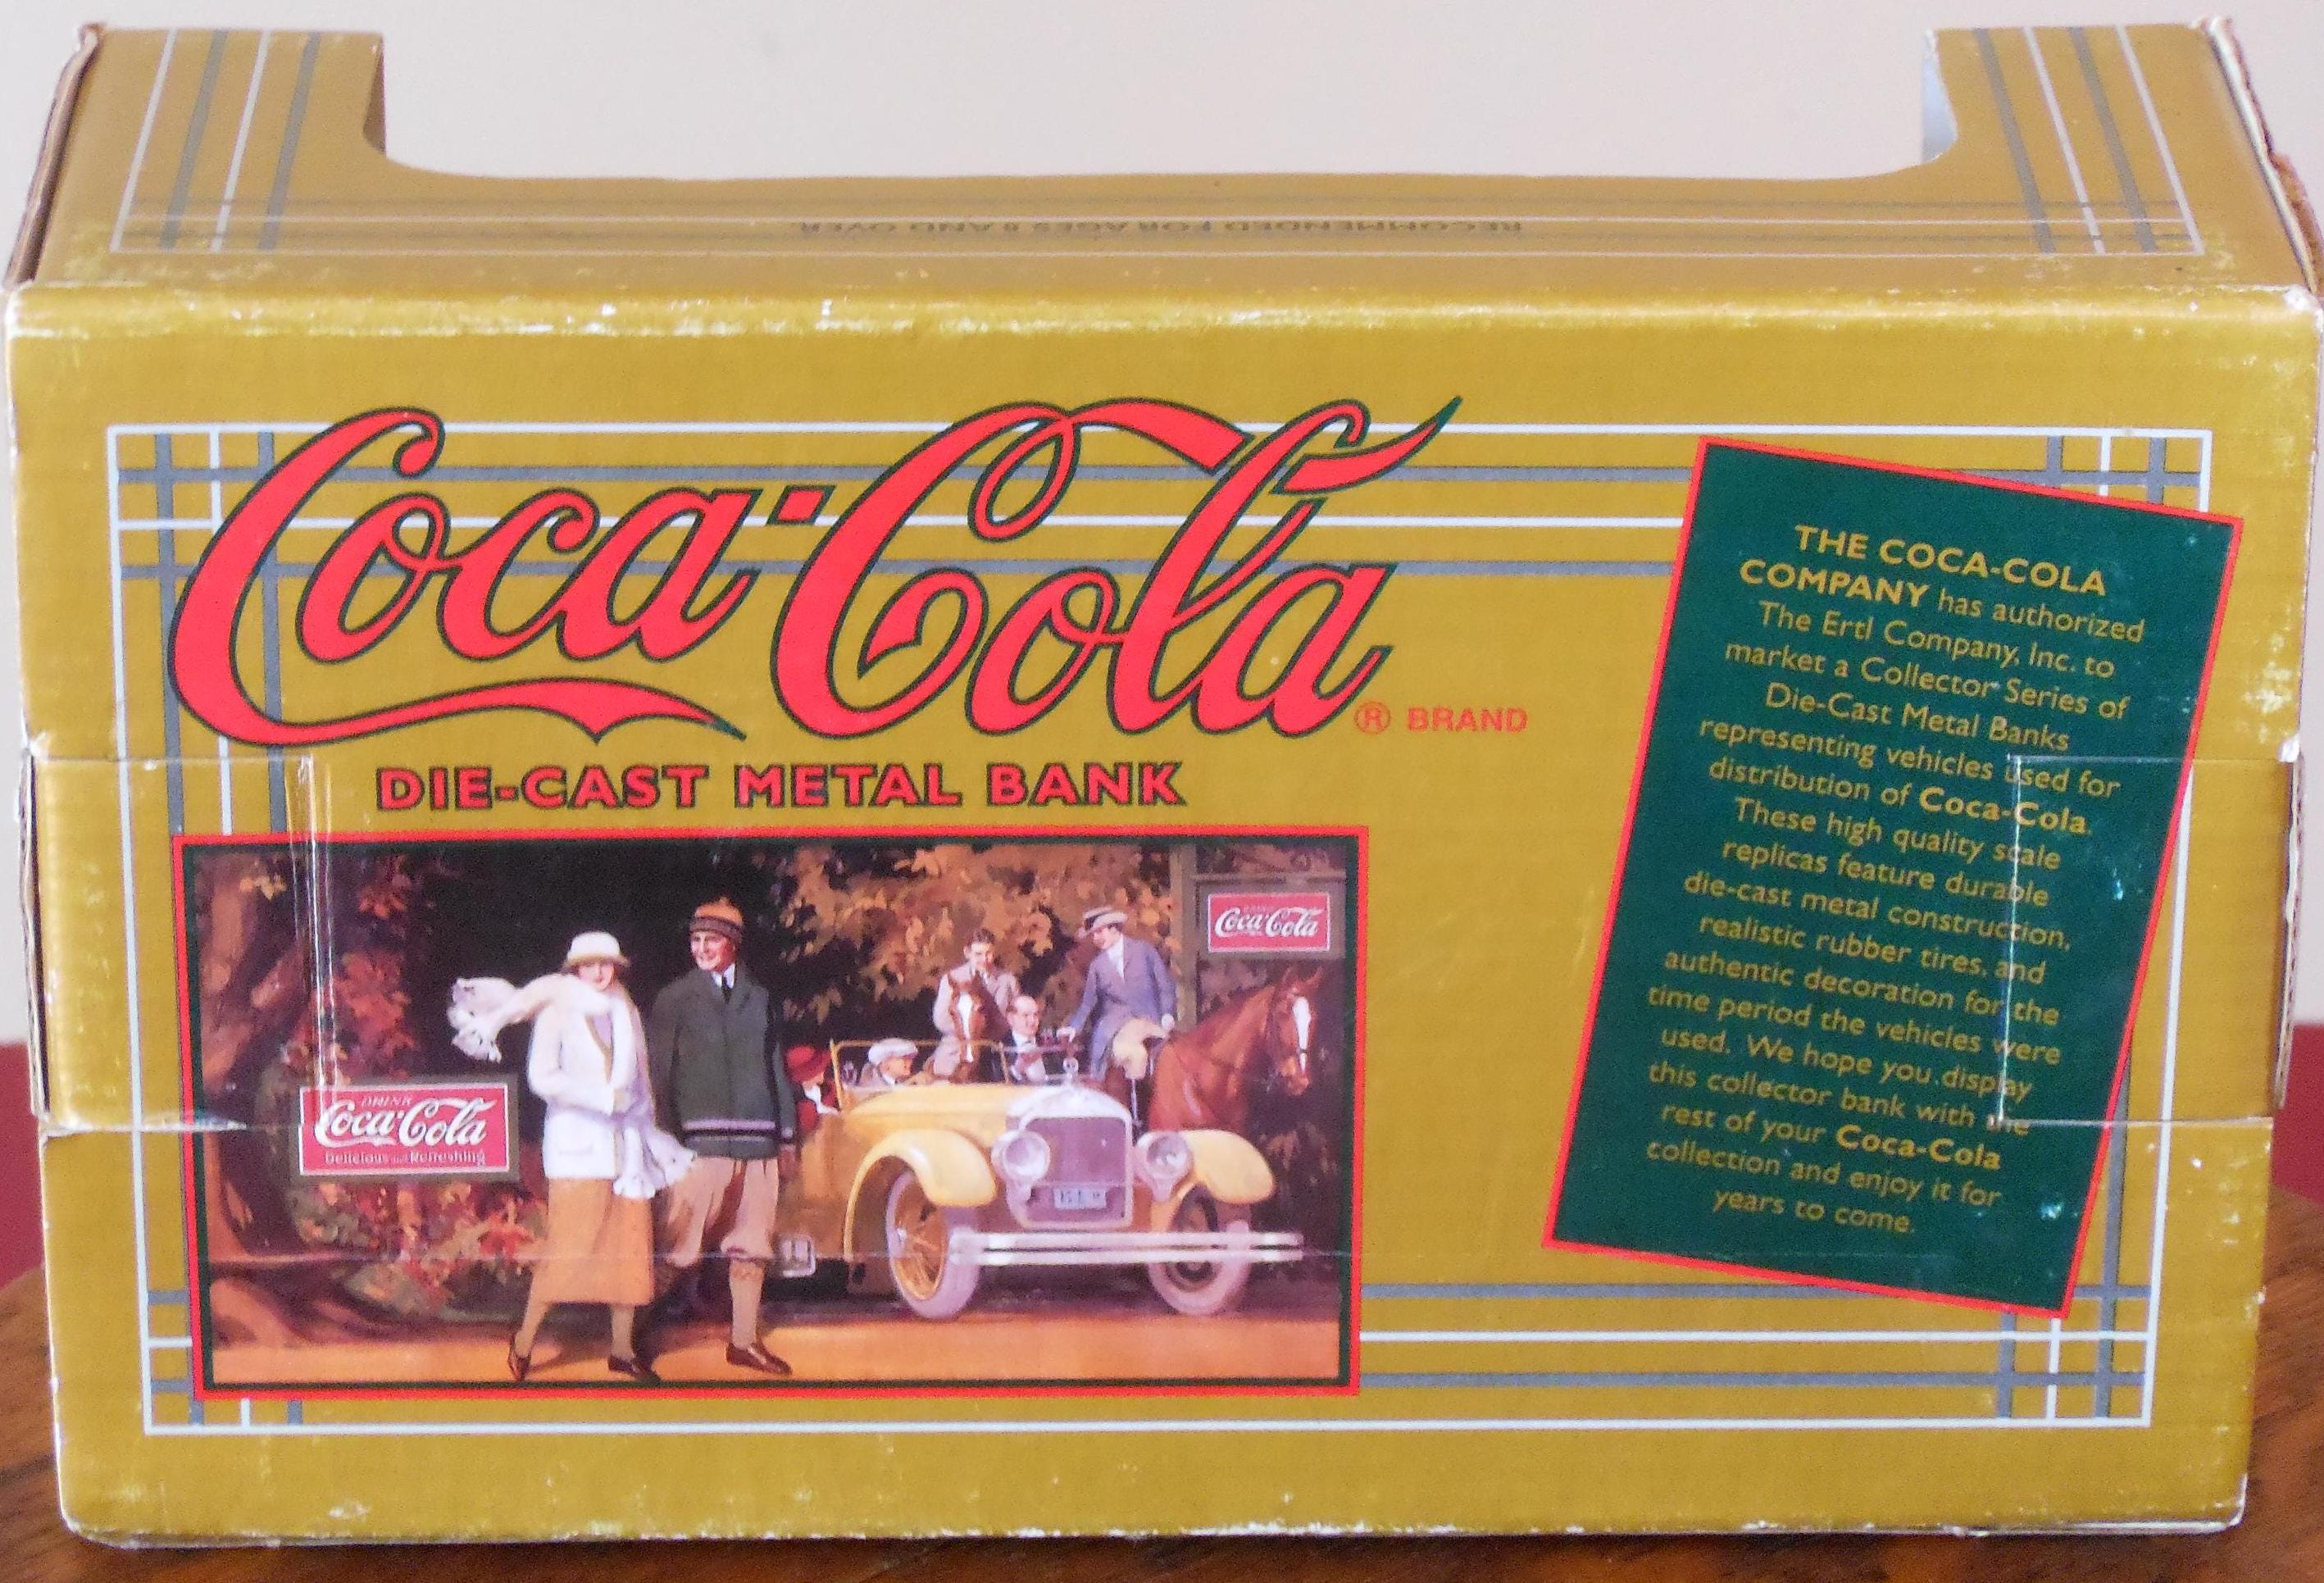 RECOMMENDED FOR AGES 8 AND OVER.
Coca-Cola
® BRAND
DIE-CAST METAL BANK
Coca-Cola
DRINK
Coca-Cola
Delicious and Refreshing
THE COCA-COLA
COMPANY has authorized
The Ertl Company, Inc. to
market a Collector Series of
Die-Cast Metal Banks
representing vehicles used for
distribution of Coca-Cola.
These high quality scale
replicas feature durable
die-cast metal construction,
realistic rubber tires, and
authentic decoration for the
time period the vehicles were
used. We hope you display
this collector bank with the
rest of your Coca-Cola
collection and enjoy it for
years to come.